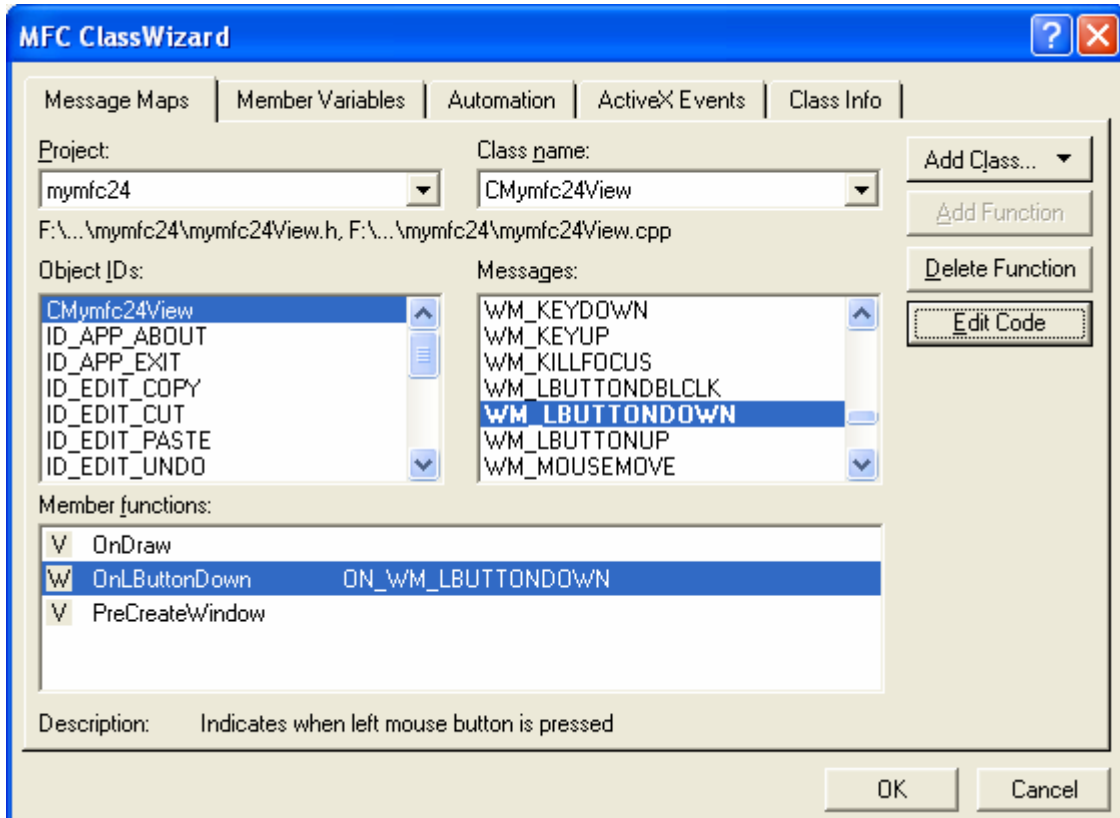 MFC ClassWizard
Message Maps
Member Variables
Automation
ActiveX Events
Class Info
Project:
mymfc24
Class name:
CMymfc24View
F:\...\mymfc24\mymfc24View.h, F:\...\mymfc24\mymfc24View.cpp
Add Class...
Add Function
Delete Function
Edit Code
Object IDs:
CMymfc24View
ID_APP_ABOUT
ID_APP_EXIT
ID_EDIT_COPY
ID_EDIT_CUT
ID_EDIT_PASTE
ID_EDIT_UNDO
Messages:
WM_KEYDOWN
WM_KEYUP
WM_KILLFOCUS
WM_LBUTTONDBLCLK
WM_LBUTTONDOWN
WM_LBUTTONUP
WM_MOUSEMOVE
Member functions:
V OnDraw
W OnLButtonDown ON_WM_LBUTTONDOWN
V PreCreateWindow
Description: Indicates when left mouse button is pressed
OK
Cancel